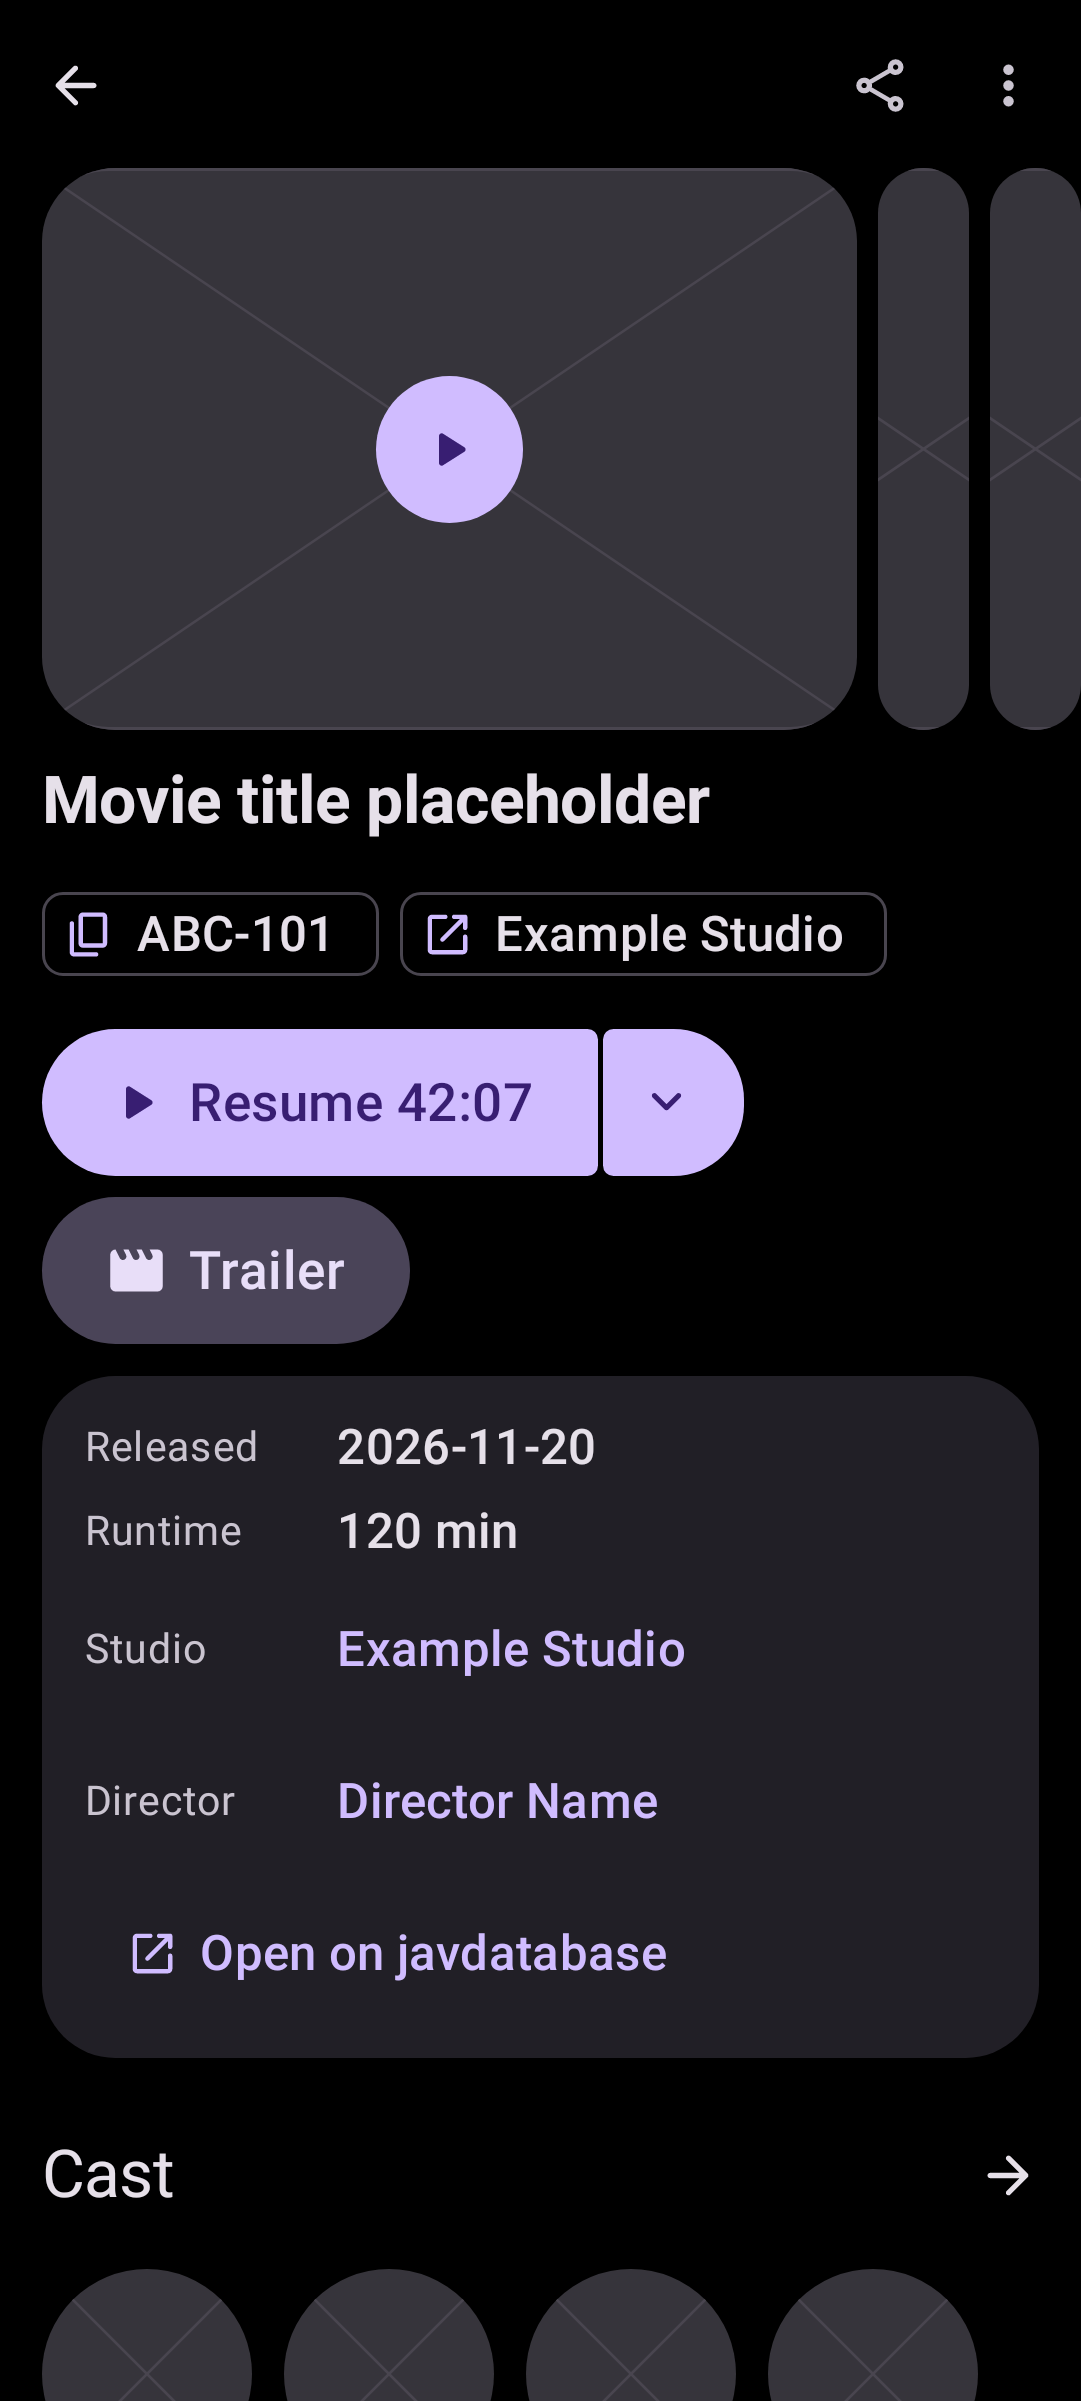 Movie title placeholder
ABC-101
Example Studio
Resume 42:07
Trailer
Released 2026-11-20
Runtime 120 min
Studio Example Studio
Director Director Name
Open on javdatabase
Cast